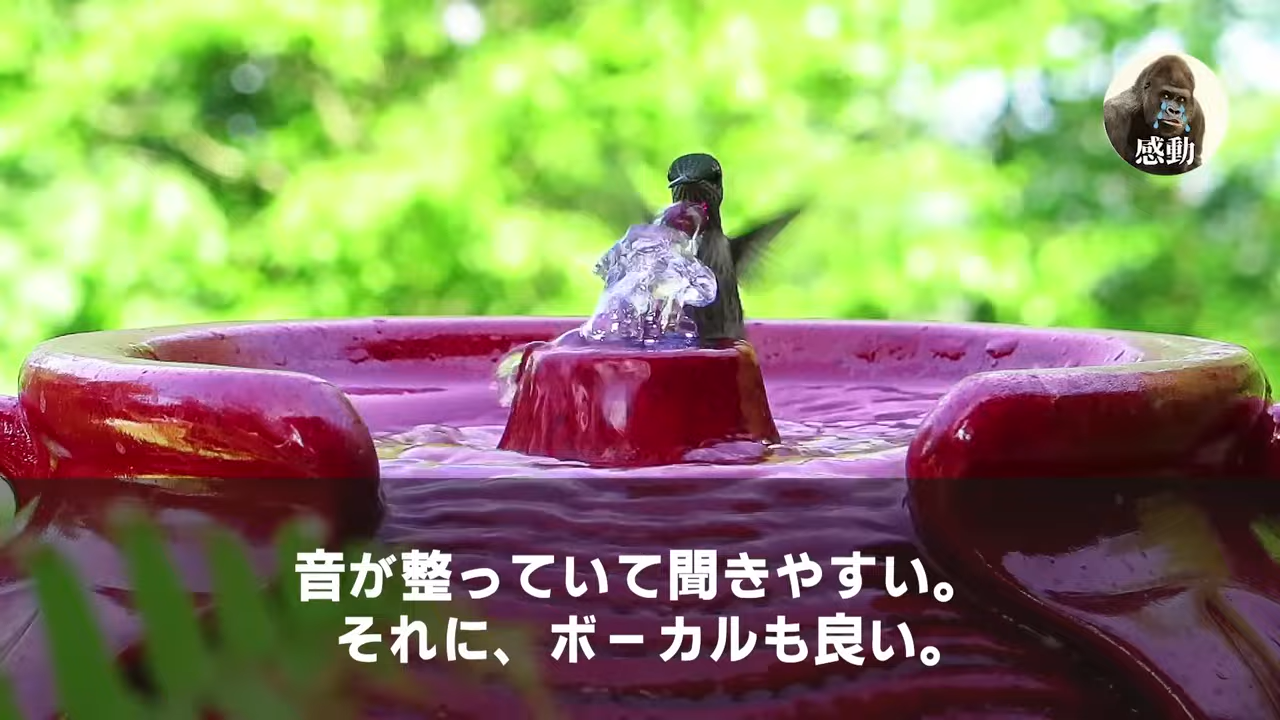 感動
音が整っていて聞きやすい。
それに、ボーカルも良い。